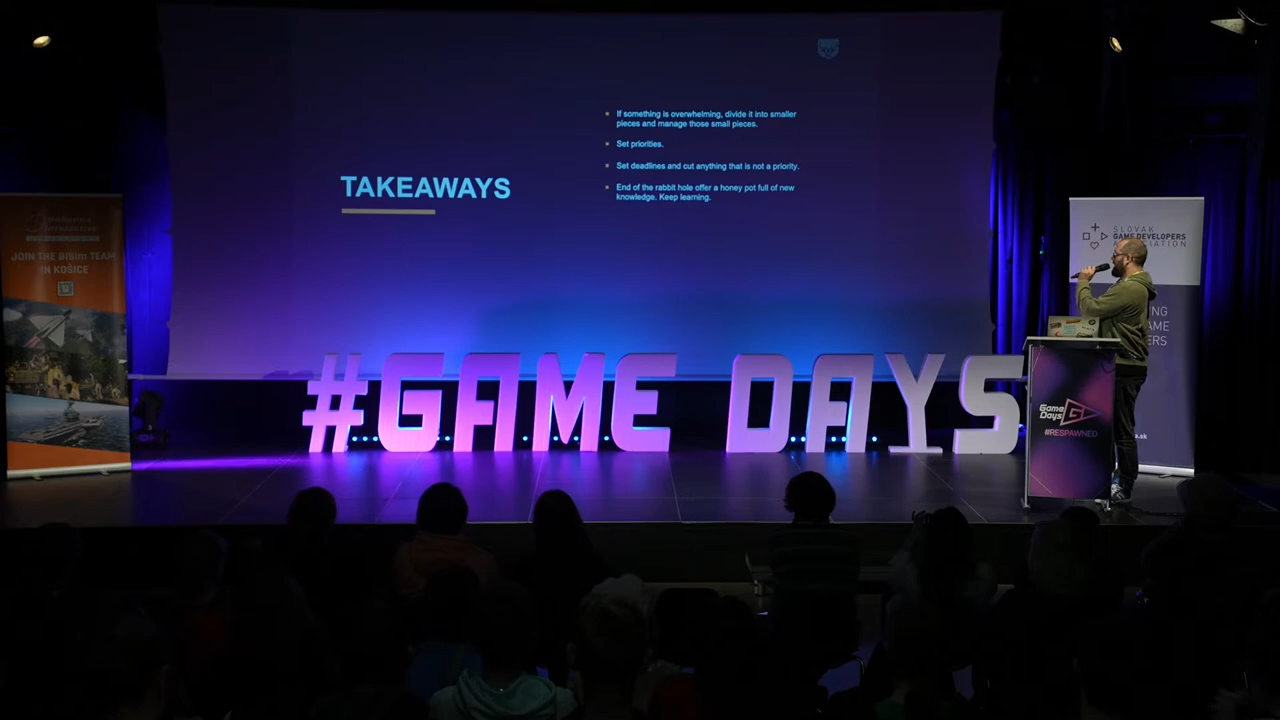 TAKEAWAYS
If something is overwhelming, divide it into smaller
pieces and manage those small pieces.
Set priorities.
Set deadlines and cut anything that is not a priority.
End of the rabbit hole offer a honey pot full of new
knowledge. Keep learning.
JOIN THE BISim TEAM
IN KOŠICE
SLOVAK
GAME DEVELOPERS
#GAME DAYS
Game
Days
#RESPAWNED